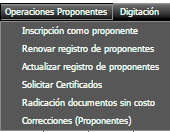 Operaciones Proponentes Digitación
Inscripción como proponente
Renovar registro de proponentes
Actualizar registro de proponentes
Solicitar Certificados
Radicación documentos sin costo
Correcciones (Proponentes)